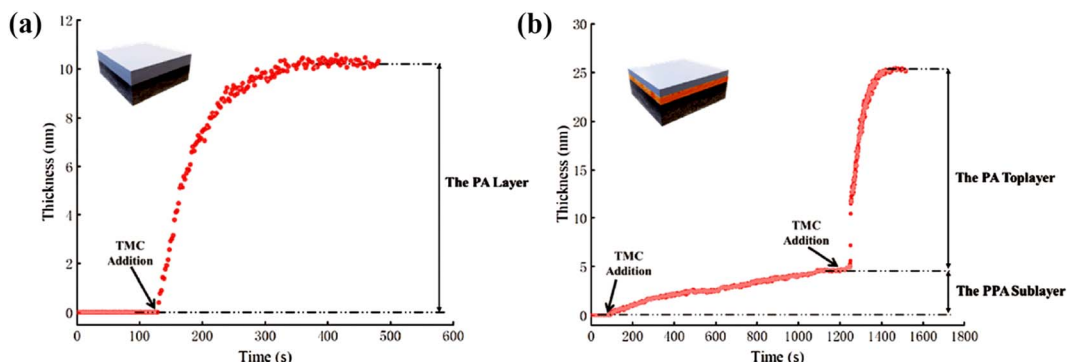 (a)
12
10
8
6
4
2
0
Thickness (nm)
TMC
Addition
The PA Layer
0 100 200 300 400 500 600
Time (s)
(b)
30
25
20
15
10
5
0
Thickness (nm)
TMC
Addition
TMC
Addition
The PA Toplayer
The PPA Sublayer
0 200 400 600 800 1000 1200 1400 1600 1800
Time (s)